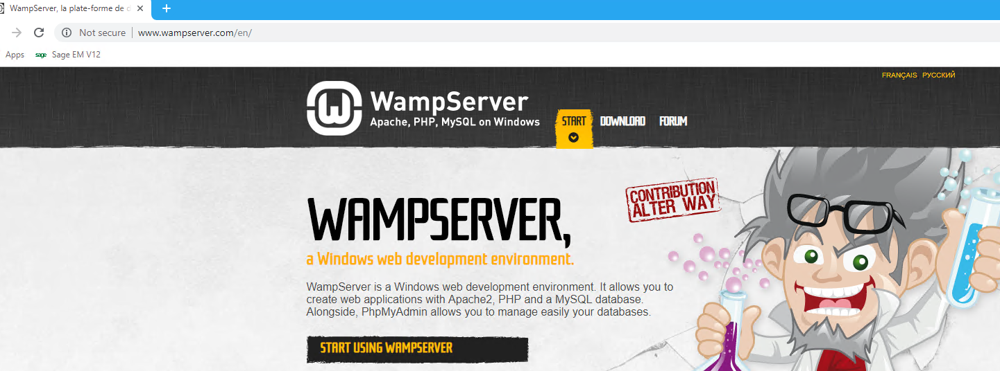 WampServer, la plate-forme de d
Not secure
www.wampserver.com/en/
Apps
sage
Sage EM V12
FRANÇAIS РУССКИЙ
W
WampServer
Apache, PHP, MySQL on Windows
START
DOWNLOAD
FORUM
CONTRIBUTION
ALTER WAY
WAMPSERVER,
a Windows web development environment.
WampServer is a Windows web development environment. It allows you to
create web applications with Apache2, PHP and a MySQL database.
Alongside, PhpMyAdmin allows you to manage easily your databases.
START USING WAMPSERVER